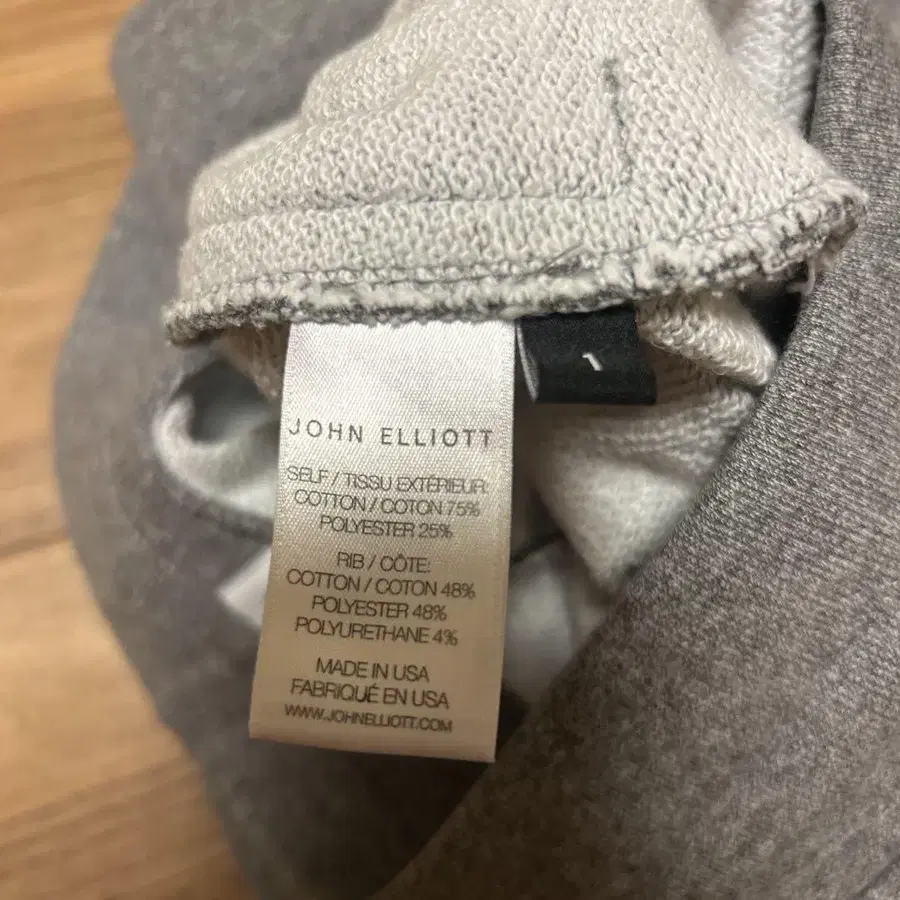 1
JOHN ELLIOTT
SELF / TISSU EXTÉRIEUR:
COTTON / COTON 75%
POLYESTER 25%
RIB / CÔTE:
COTTON / COTON 48%
POLYESTER 48%
POLYURETHANE 4%
MADE IN USA
FABRIQUÉ EN USA
WWW.JOHNELLIOTT.COM